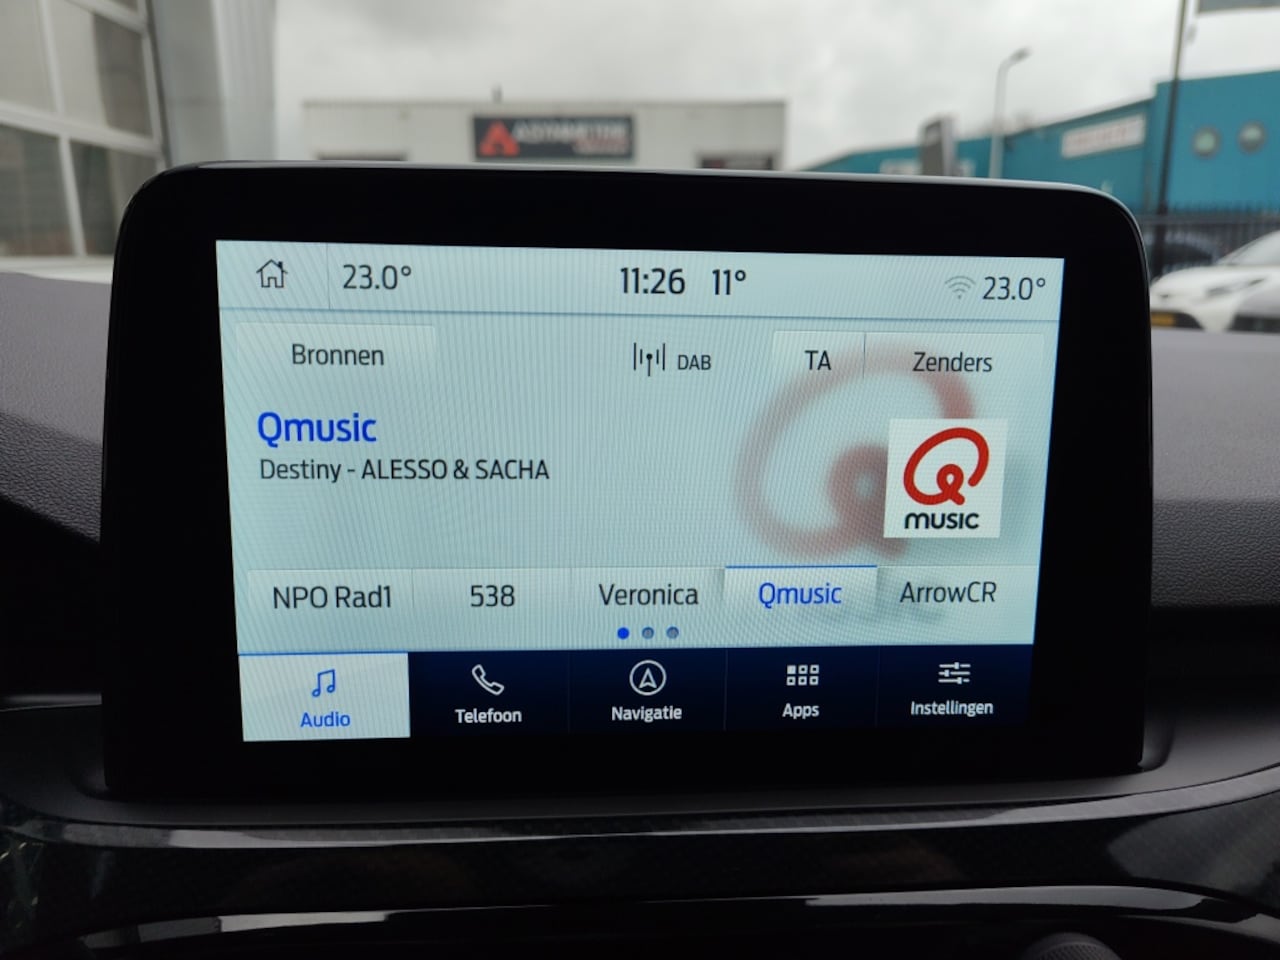 23.0°
11:26 11°
23.0°
Bronnen
DAB
TA
Zenders
Qmusic
Destiny - ALESSO & SACHA
MUSIC
NPO Rad1
538
Veronica
Qmusic
ArrowCR
Audio
Telefoon
Navigatie
Apps
Instellingen